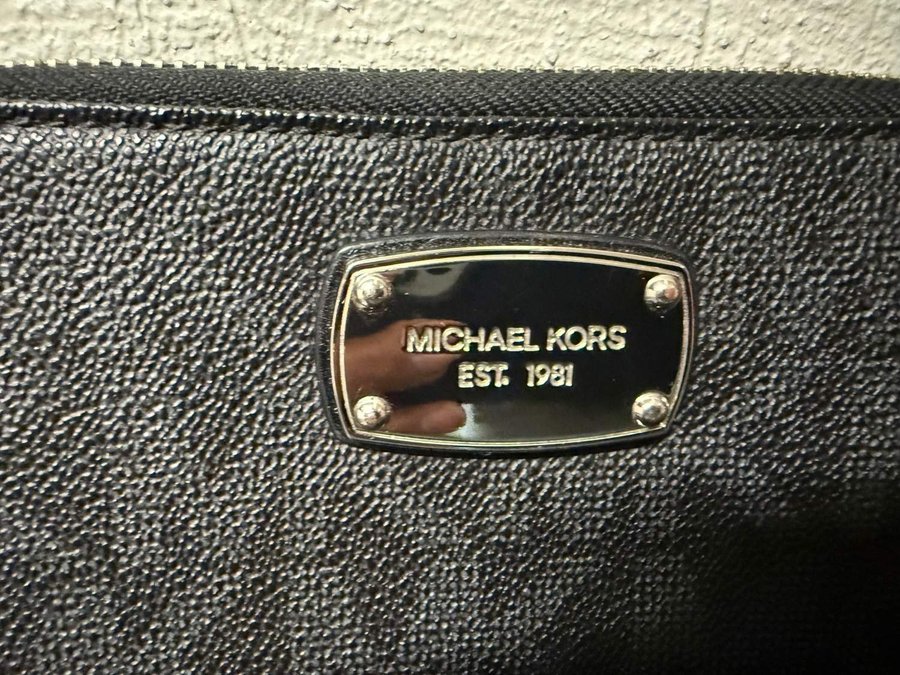 MICHAEL KORS
EST. 1981